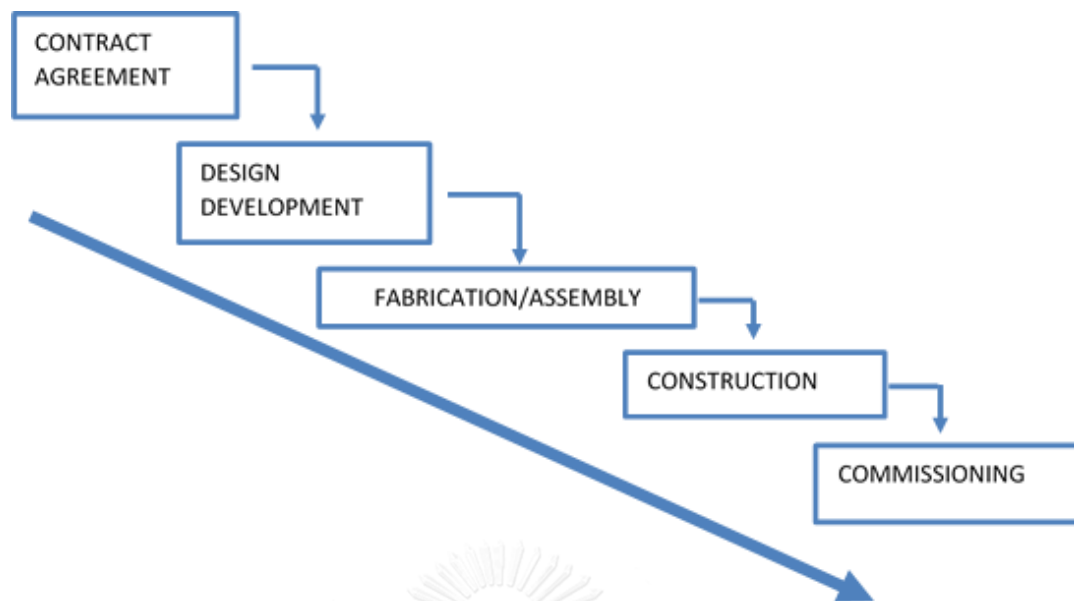 CONTRACT
AGREEMENT
DESIGN
DEVELOPMENT
FABRICATION/ASSEMBLY
CONSTRUCTION
COMMISSIONING